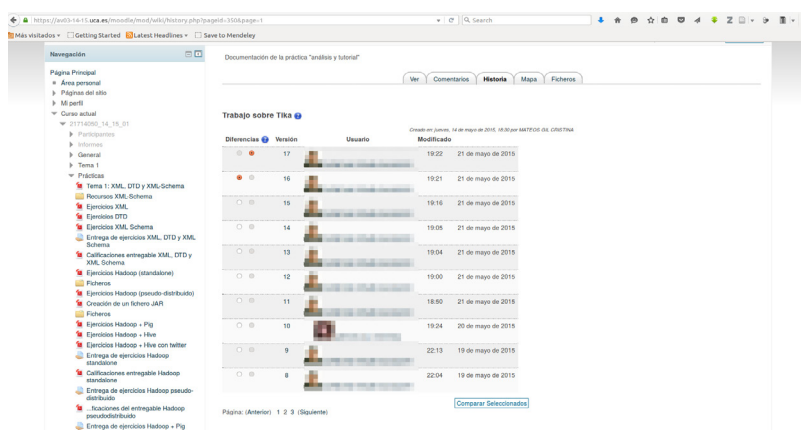 https://av03-14-15.uca.es/moodle/mod/wiki/history.php?pageid=350&page=1
Search
Más visitados
Getting Started
Latest Headlines
Save to Mendeley
Navegación
Página Principal
Área personal
Páginas del sitio
Mi perfil
Curso actual
21714060_14_15_01
Participantes
Informes
General
Tema 1
Prácticas
Tema 1: XML, DTD y XML-Schema
Recursos XML-Schema
Ejercicios XML
Ejercicios DTD
Ejercicios XML Schema
Entrega de ejercicios XML, DTD y XML
Schema
Calificaciones entregable XML, DTD y
XML Schema
Ejercicios Hadoop (standalone)
Ficheros
Ejercicios Hadoop (pseudo-distribuido)
Creación de un fichero JAR
Ficheros
Ejercicios Hadoop + Pig
Ejercicios Hadoop + Hive
Ejercicios Hadoop + Hive con twitter
Entrega de ejercicios Hadoop
standalone
Calificaciones entregable Hadoop
standalone
Entrega de ejercicios Hadoop pseudo-
distribuido
...ficaciones del entregable Hadoop
pseudodistribuido
Entrega de ejercicios Hadoop + Pig
Documentación de la práctica "análisis y tutorial"
Ver Comentarios Historia Mapa Ficheros
Trabajo sobre Tika
Creado en: jueves, 14 de mayo de 2015, 18:30 por MATEOS GIL, CRISTINA
Diferencias Versión Usuario Modificado
17 19:22 21 de mayo de 2015
16 19:21 21 de mayo de 2015
15 19:16 21 de mayo de 2015
14 19:05 21 de mayo de 2015
13 19:04 21 de mayo de 2015
12 19:00 21 de mayo de 2015
11 18:50 21 de mayo de 2015
10 19:24 20 de mayo de 2015
9 22:13 19 de mayo de 2015
8 22:04 19 de mayo de 2015
Comparar Seleccionados
Página: (Anterior) 1 2 3 (Siguiente)